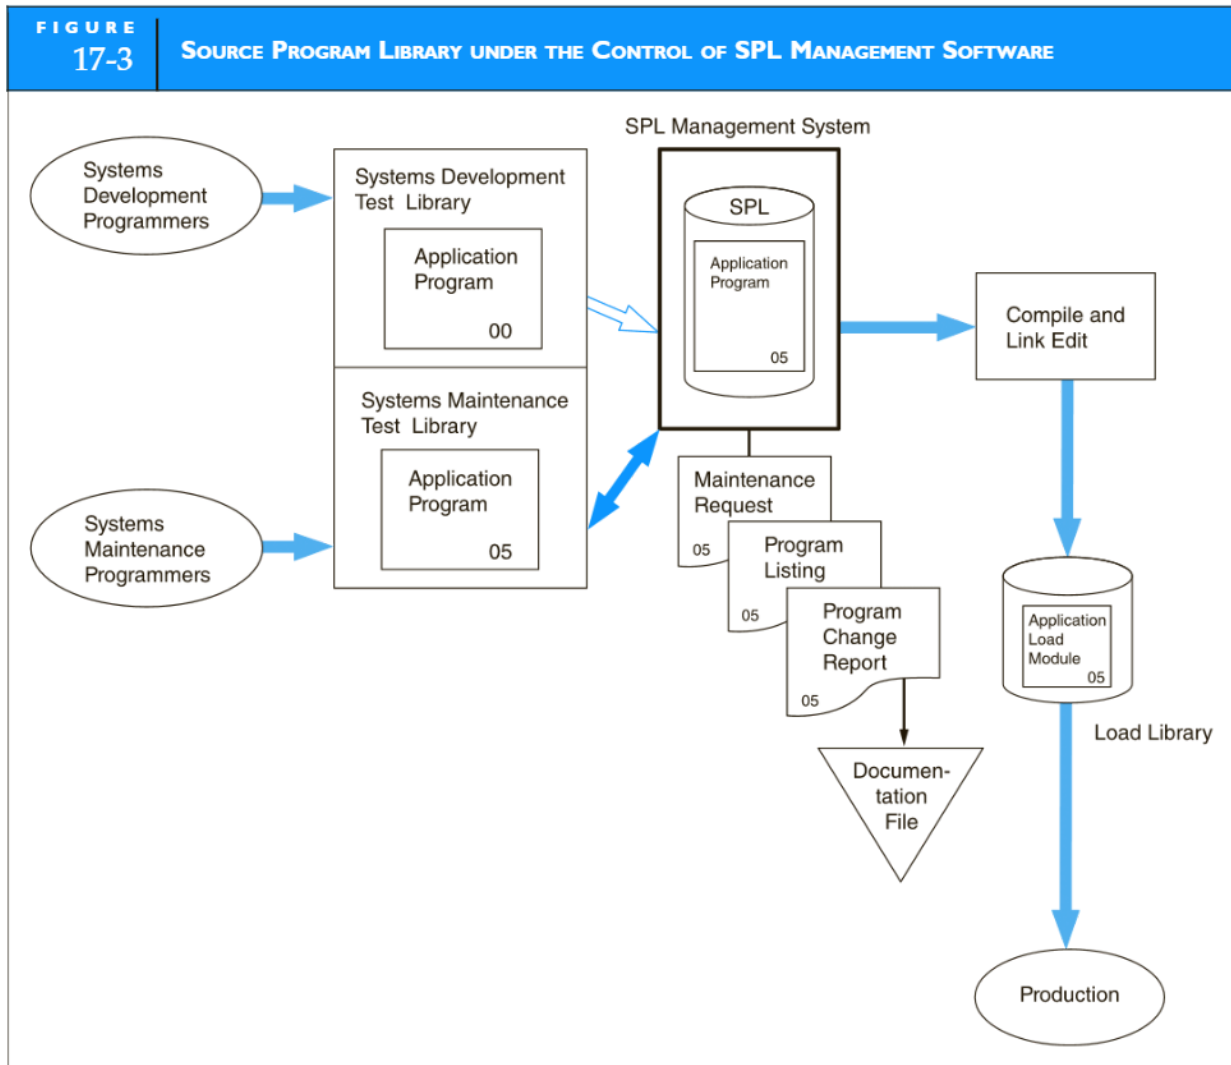 FIGURE
17-3
SOURCE PROGRAM LIBRARY UNDER THE CONTROL OF SPL MANAGEMENT SOFTWARE
SPL Management System
Systems
Development
Programmers
Systems Development
Test Library
Application
Program
00
SPL
Application
Program
05
Compile and
Link Edit
Systems Maintenance
Test Library
Application
Program
05
Systems
Maintenance
Programmers
Maintenance
Request
05
Program
Listing
05
Program
Change
Report
05
Application
Load
Module
05
Load Library
Documen-
tation
File
Production